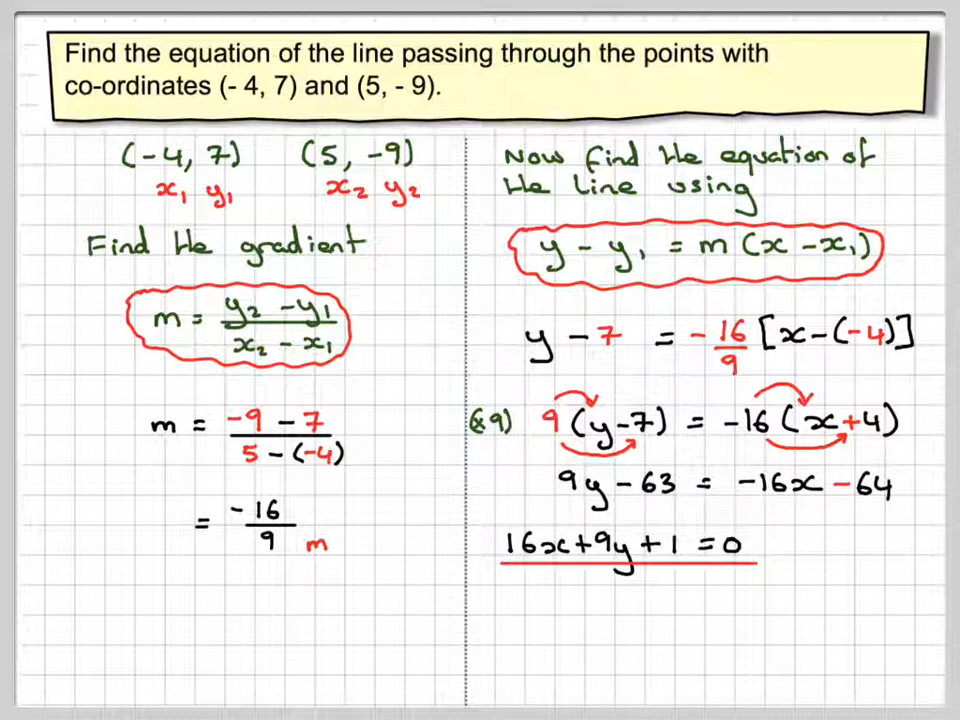 Find the equation of the line passing through the points with
co-ordinates (- 4, 7) and (5, - 9).
(-4, 7) (5, -9)
x₁ y₁ x₂ y₂
Find the gradient
m = (y₂ - y₁)/(x₂ - x₁)
m = (-9 - 7)/(5 - (-4))
= -16/9 m
Now find the equation of
the line using
y - y₁ = m(x - x₁)
y - 7 = -16/9 [x-(-4)]
(×9) 9(y-7) = -16(x+4)
9y - 63 = -16x - 64
16x+9y+1 = 0